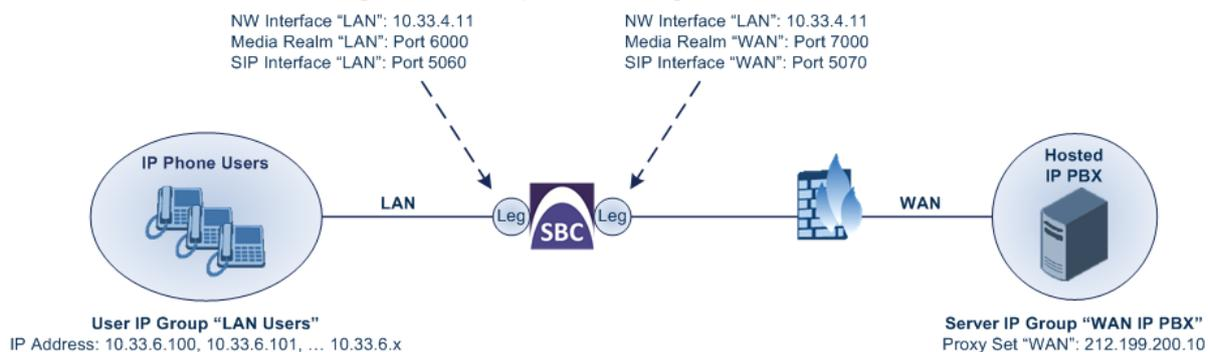 NW Interface “LAN”: 10.33.4.11
Media Realm “LAN”: Port 6000
SIP Interface “LAN”: Port 5060
NW Interface “LAN”: 10.33.4.11
Media Realm “WAN”: Port 7000
SIP Interface “WAN”: Port 5070
IP Phone Users
LAN
Leg
SBC
Leg
WAN
Hosted
IP PBX
User IP Group “LAN Users”
IP Address: 10.33.6.100, 10.33.6.101, … 10.33.6.x
Server IP Group “WAN IP PBX”
Proxy Set “WAN”: 212.199.200.10